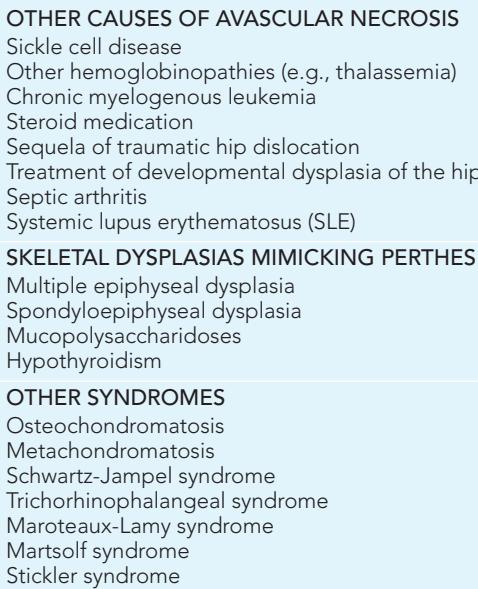 OTHER CAUSES OF AVASCULAR NECROSIS
Sickle cell disease
Other hemoglobinopathies (e.g., thalassemia)
Chronic myelogenous leukemia
Steroid medication
Sequela of traumatic hip dislocation
Treatment of developmental dysplasia of the hip
Septic arthritis
Systemic lupus erythematosus (SLE)
SKELETAL DYSPLASIAS MIMICKING PERTHES
Multiple epiphyseal dysplasia
Spondyloepiphyseal dysplasia
Mucopolysaccharidoses
Hypothyroidism
OTHER SYNDROMES
Osteochondromatosis
Metachondromatosis
Schwartz-Jampel syndrome
Trichorhinophalangeal syndrome
Maroteaux-Lamy syndrome
Martsolf syndrome
Stickler syndrome